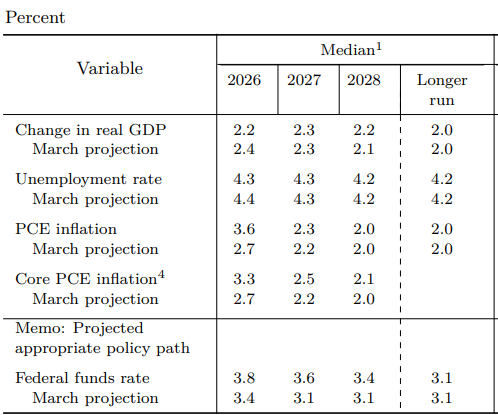 Percent
Variable
Median¹
2026 2027 2028 Longer run
Change in real GDP 2.2 2.3 2.2 2.0
March projection 2.4 2.3 2.1 2.0
Unemployment rate 4.3 4.3 4.2 4.2
March projection 4.4 4.3 4.2 4.2
PCE inflation 3.6 2.3 2.0 2.0
March projection 2.7 2.2 2.0 2.0
Core PCE inflation⁴ 3.3 2.5 2.1
March projection 2.7 2.2 2.0
Memo: Projected
appropriate policy path
Federal funds rate 3.8 3.6 3.4 3.1
March projection 3.4 3.1 3.1 3.1